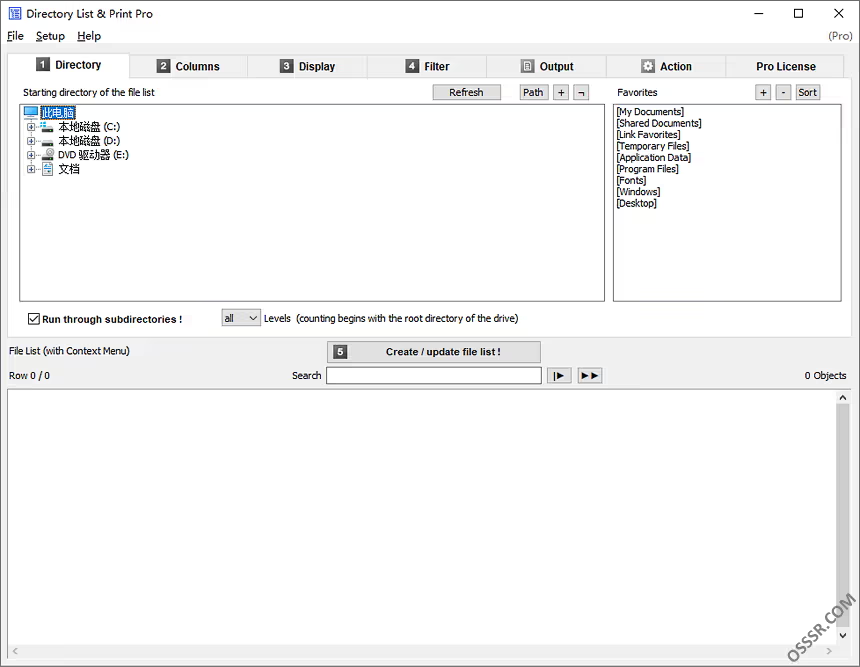 Directory List & Print Pro
File Setup Help (Pro)
1 Directory 2 Columns 3 Display 4 Filter Output Action Pro License
Starting directory of the file list Refresh Path + ¬ Favorites + - Sort
此电脑
本地磁盘 (C:)
本地磁盘 (D:)
DVD 驱动器 (E:)
文档
[My Documents]
[Shared Documents]
[Link Favorites]
[Temporary Files]
[Application Data]
[Program Files]
[Fonts]
[Windows]
[Desktop]
Run through subdirectories ! all Levels (counting begins with the root directory of the drive)
File List (with Context Menu) 5 Create / update file list !
Row 0 / 0 Search 0 Objects
OSSSR.COM